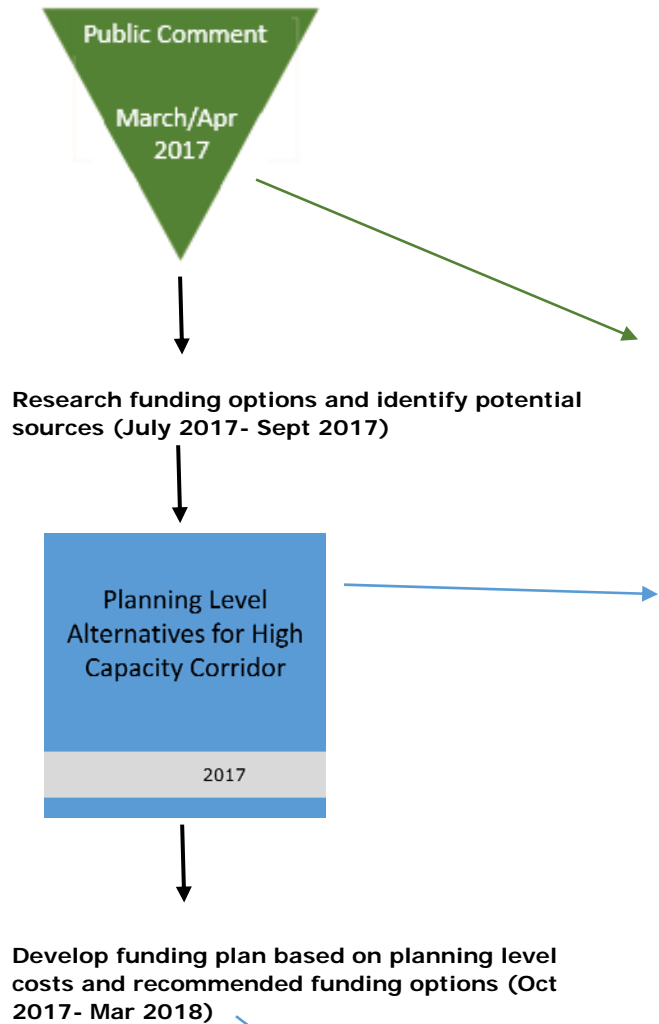 Public Comment
March/Apr
2017
Research funding options and identify potential
sources (July 2017- Sept 2017)
Planning Level
Alternatives for High
Capacity Corridor
2017
Develop funding plan based on planning level
costs and recommended funding options (Oct
2017- Mar 2018)